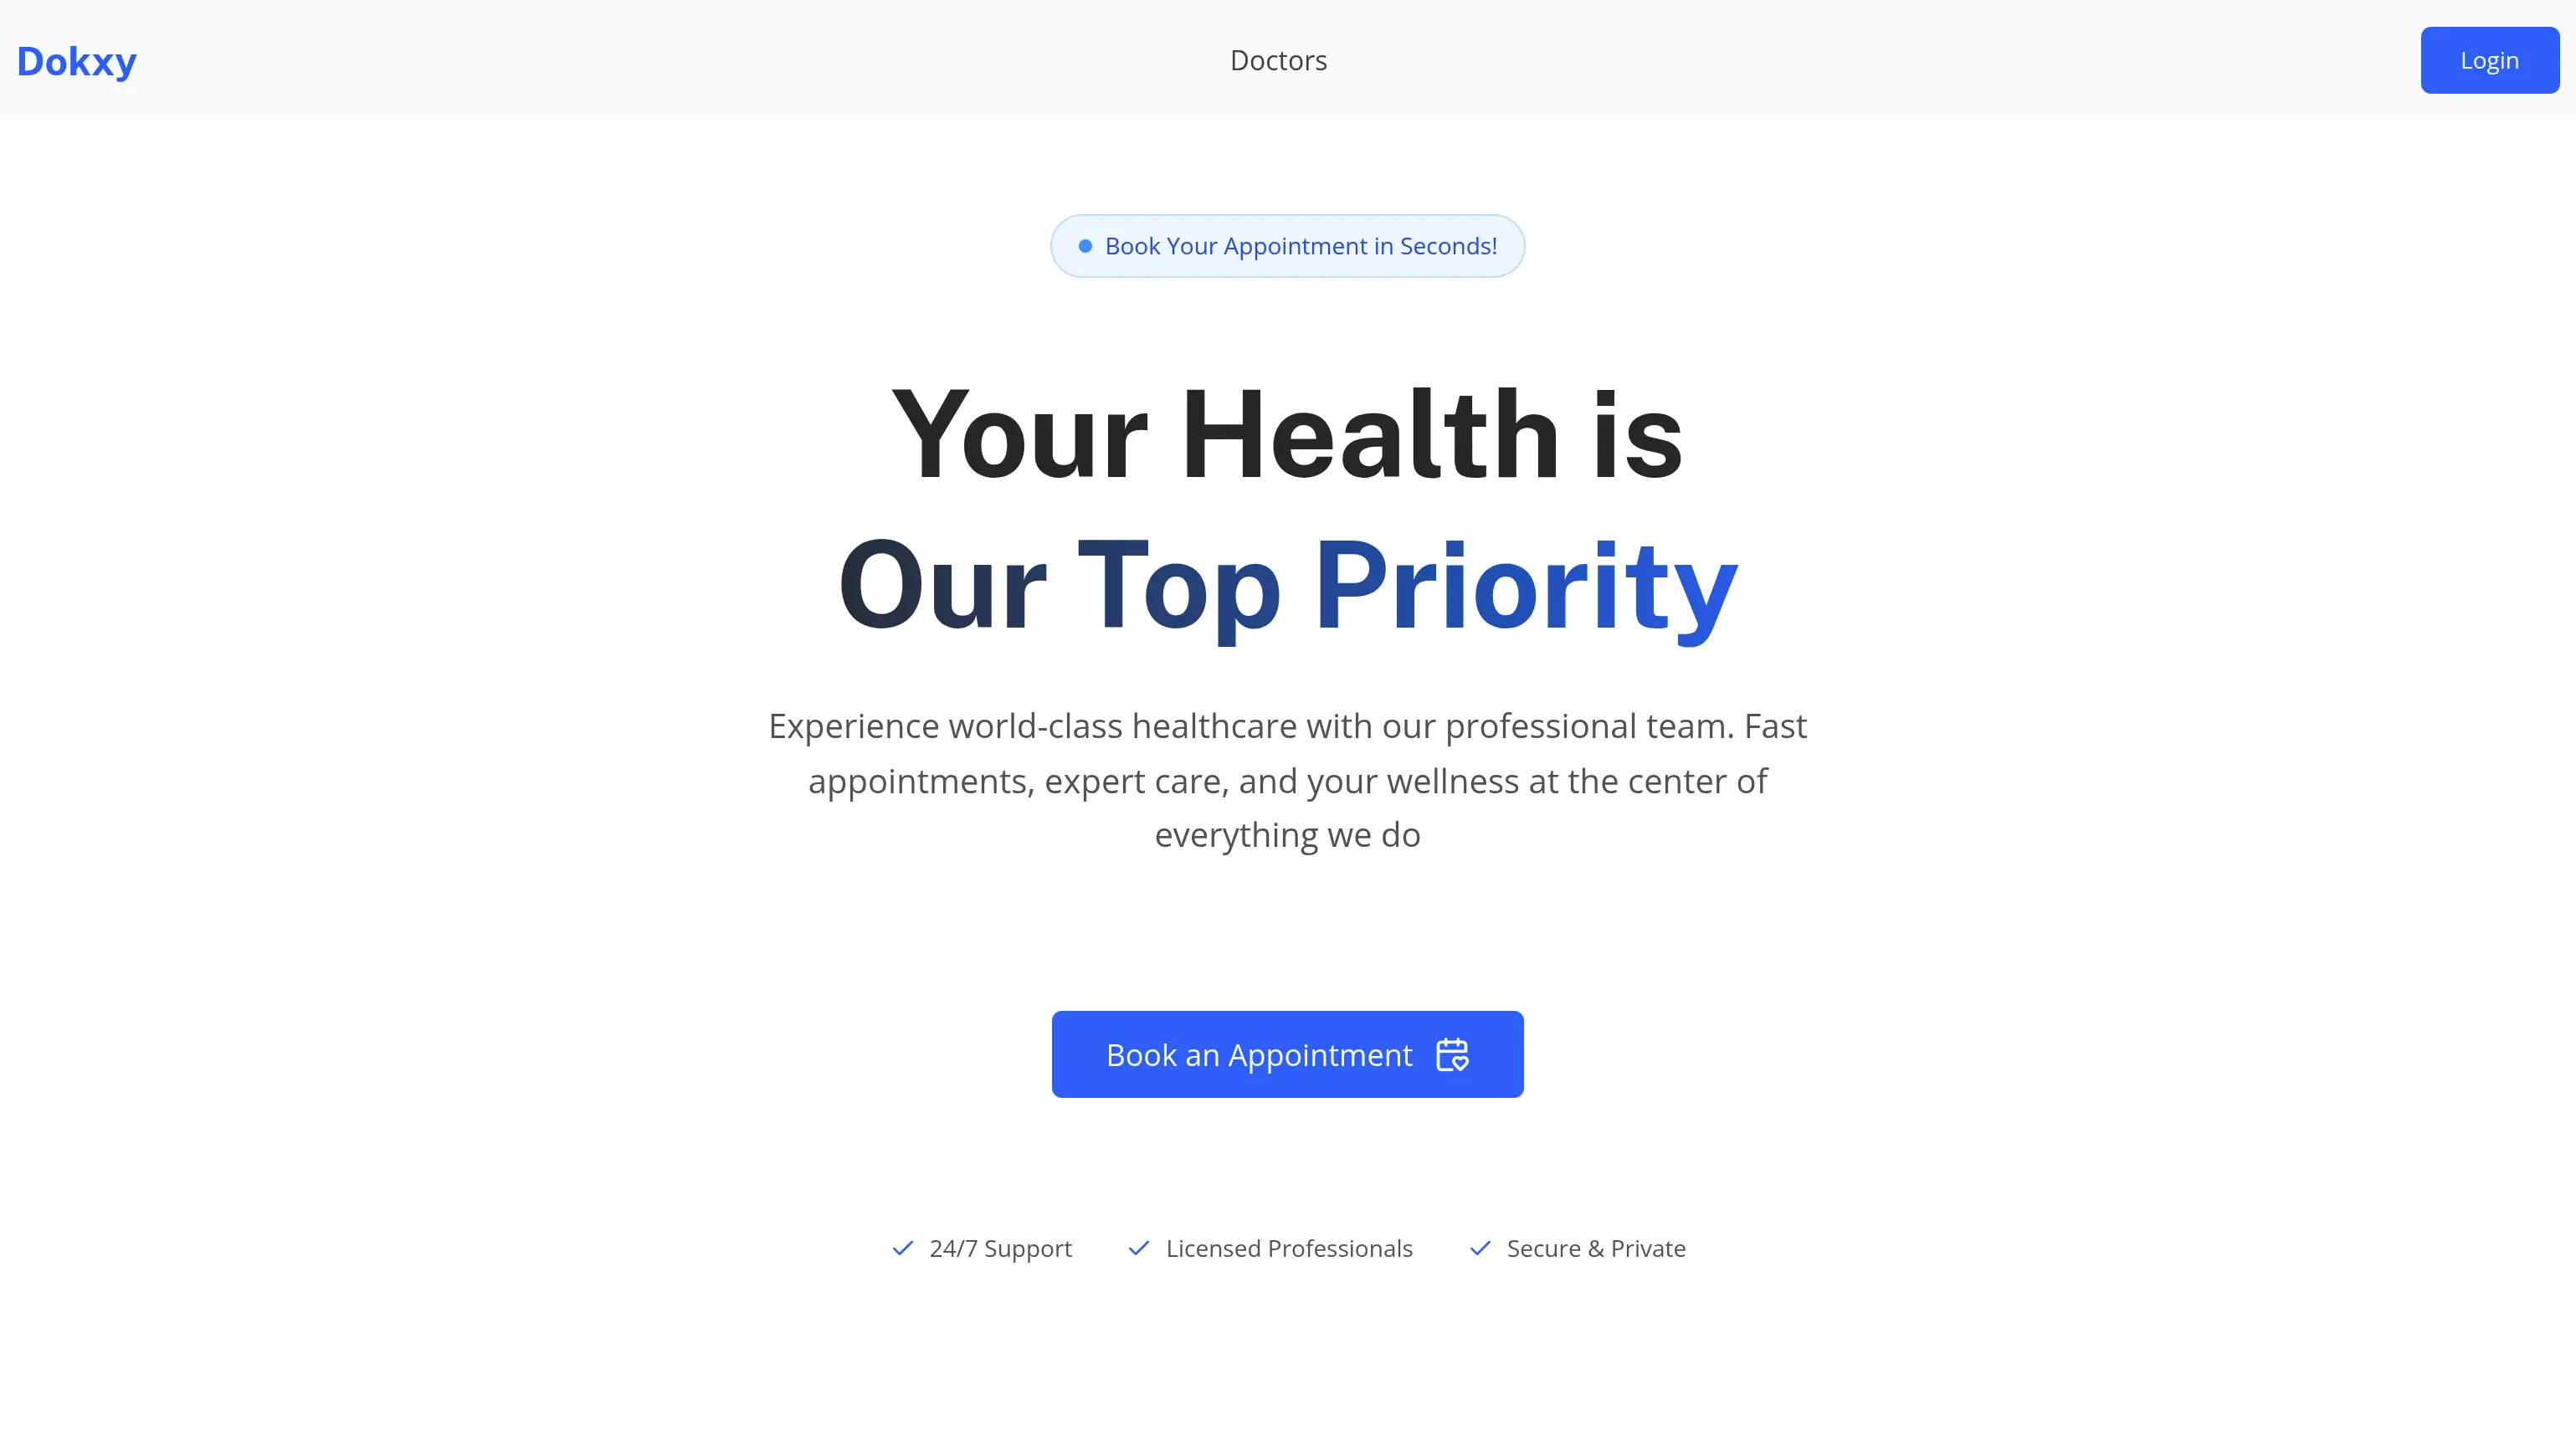 Dokxy
Doctors
Login
Book Your Appointment in Seconds!
Your Health is
Our Top Priority
Experience world-class healthcare with our professional team. Fast
appointments, expert care, and your wellness at the center of
everything we do
Book an Appointment
24/7 Support
Licensed Professionals
Secure & Private